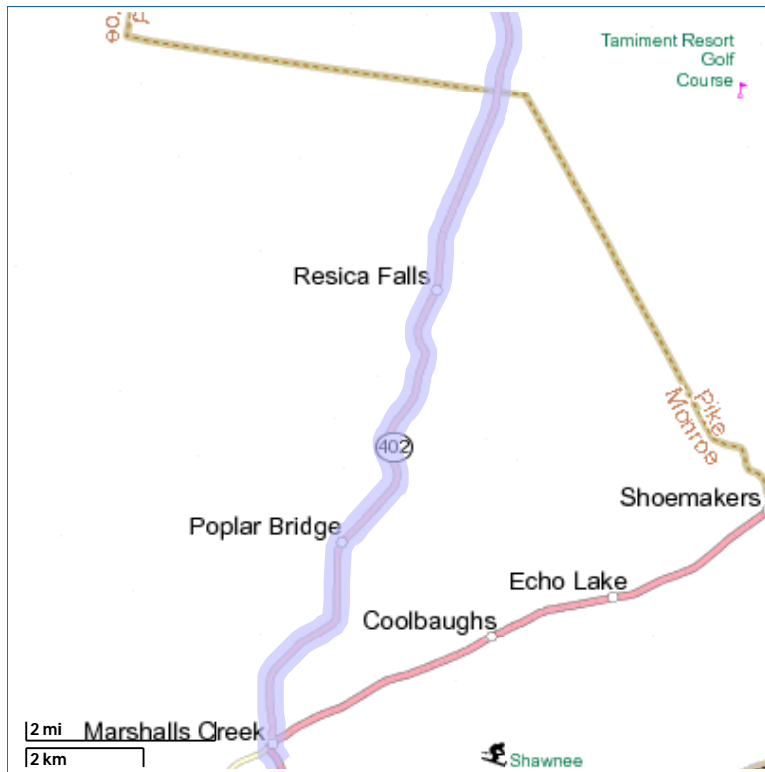 Tamiment Resort
Golf
Course
Resica Falls
Pike
Monroe
402
Shoemakers
Poplar Bridge
Echo Lake
Coolbaughs
Marshalls Creek
2 mi
2 km
Shawnee